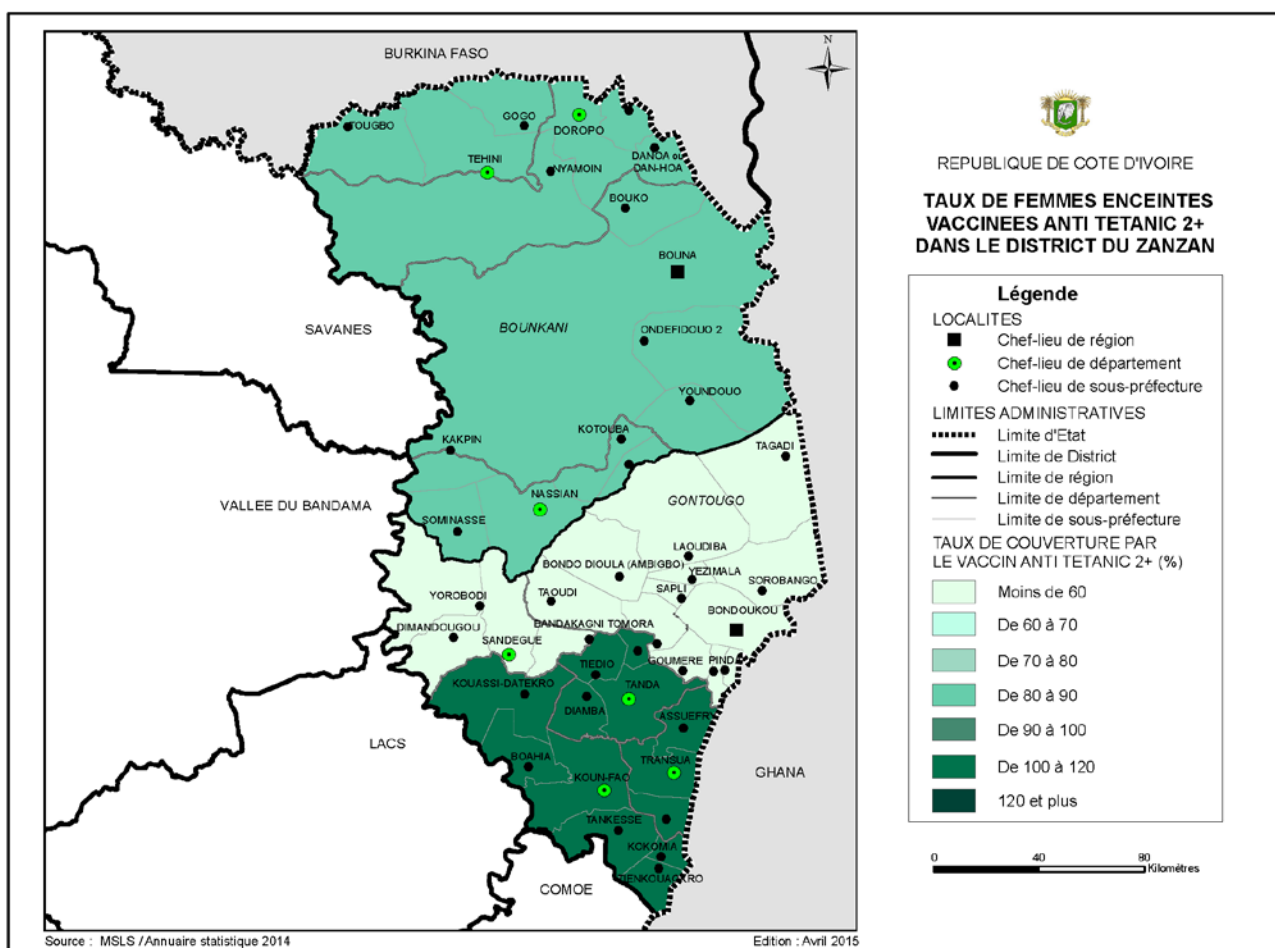 BURKINA FASO
N
TOUGBO
GOGO
DOROPO
TEHINI
NYAMOIN
DANOA ou
DAN-HOA
BOUKO
BOUNA
SAVANES
BOUNKANI
ONDEFIDOUO 2
YOUNDOUO
KOTOUBA
KAKPIN
TAGADI
VALLEE DU BANDAMA
NASSIAN
GONTOUGO
SOMINASSE
LAOUDIBA
BONDO DIOULA (AMBIGBO)
YEZIMALA
SOROBANGO
SAPLI
TAOUDI
YOROBODI
BONDOUKOU
DIMANDOUGOU
BANDAKAGNI TOMORA
SANDEGUE
GOUMERE
PINDA
TIEDIO
KOUASSI-DATEKRO
TANDA
DIAMBA
ASSUEFRY
LACS
BOAHIA
TRANSUA
KOUN-FAO
GHANA
TANKESSE
KOKOMIA
COMOE
REPUBLIQUE DE COTE D'IVOIRE
TAUX DE FEMMES ENCEINTES
VACCINEES ANTI TETANIC 2+
DANS LE DISTRICT DU ZANZAN
Légende
LOCALITES
Chef-lieu de région
Chef-lieu de département
Chef-lieu de sous-préfecture
LIMITES ADMINISTRATIVES
Limite d'Etat
Limite de District
Limite de région
Limite de département
Limite de sous-préfecture
TAUX DE COUVERTURE PAR
LE VACCIN ANTI TETANIC 2+ (%)
Moins de 60
De 60 à 70
De 70 à 80
De 80 à 90
De 90 à 100
De 100 à 120
120 et plus
0 40 80
Kilomètres
Source : MSLS / Annuaire statistique 2014
Edition : Avril 2015